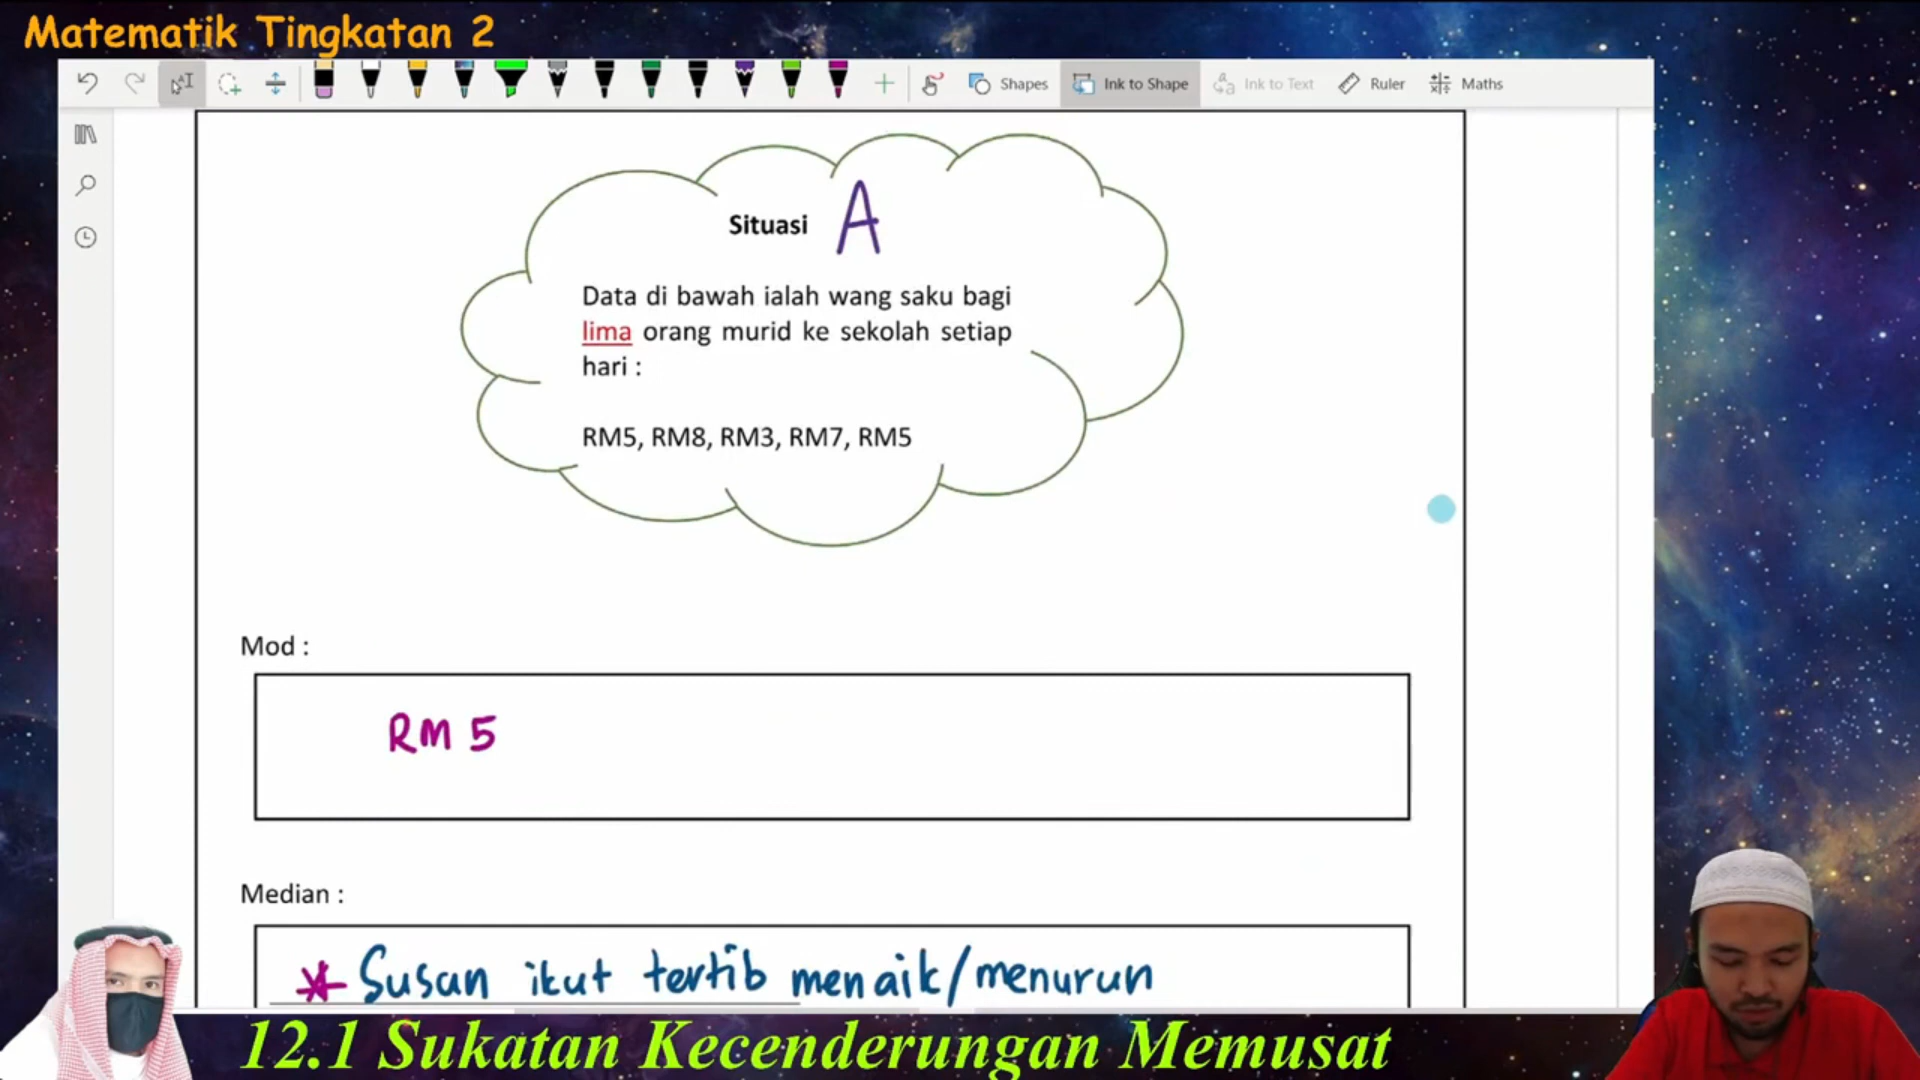 Matematik Tingkatan 2
Shapes Ink to Shape Ink to Text Ruler Maths
Situasi A
Data di bawah ialah wang saku bagi
lima orang murid ke sekolah setiap
hari :
RM5, RM8, RM3, RM7, RM5
Mod :
RM 5
Median :
* Susun ikut tertib menaik/menurun
12.1 Sukatan Kecenderungan Memusat